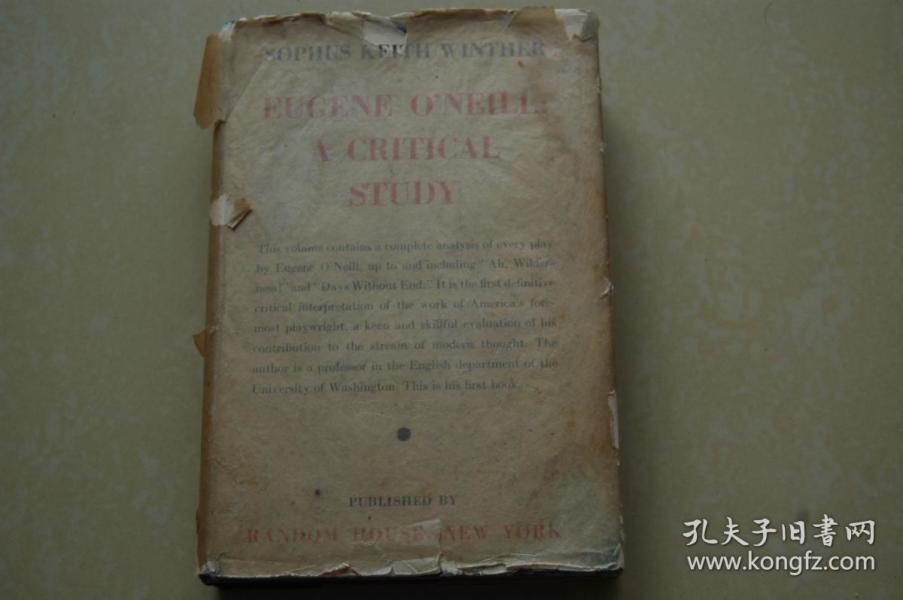 SOPHUS KEITH WINTHER
EUGENE O'NEILL:
A CRITICAL
STUDY
This volume contains a complete analysis of every play
by Eugene O'Neill, up to and including "Ah, Wilder-
ness!" and "Days Without End." It is the first definitive
critical interpretation of the work of America's fore-
most playwright, a keen and skillful evaluation of his
contribution to the stream of modern thought. The
author is a professor in the English department of the
University of Washington. This is his first book.
PUBLISHED BY
RANDOM HOUSE · NEW YORK
孔夫子旧书网
www.kongfz.com